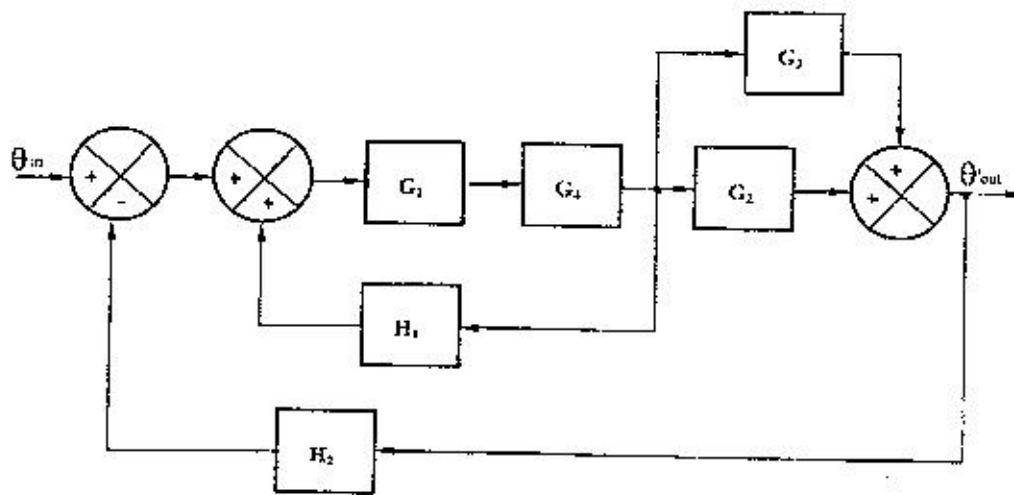 G₃
θin + - + + G₁ G₄ G₂ + + θout
H₁
H₂